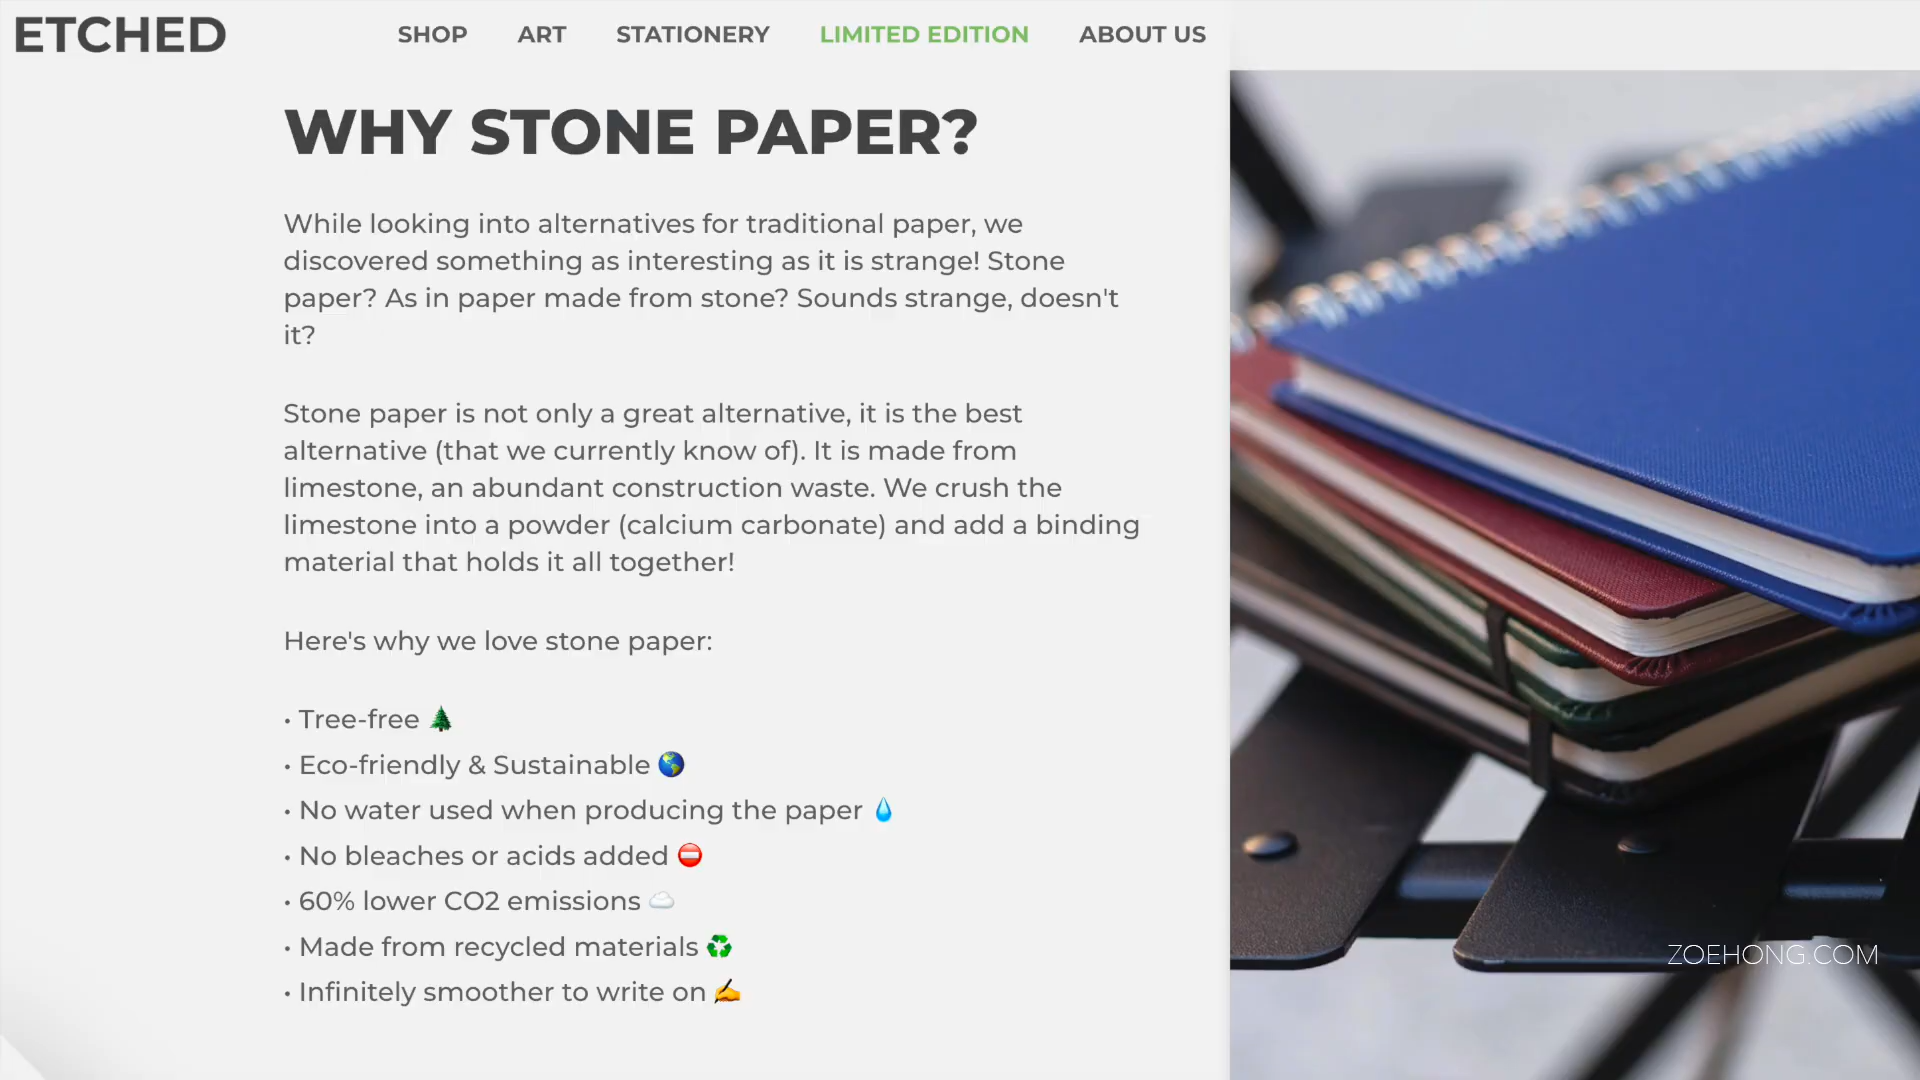 ETCHED
SHOP ART STATIONERY LIMITED EDITION ABOUT US
WHY STONE PAPER?
While looking into alternatives for traditional paper, we
discovered something as interesting as it is strange! Stone
paper? As in paper made from stone? Sounds strange, doesn't
it?
Stone paper is not only a great alternative, it is the best
alternative (that we currently know of). It is made from
limestone, an abundant construction waste. We crush the
limestone into a powder (calcium carbonate) and add a binding
material that holds it all together!
Here's why we love stone paper:
• Tree-free 🌲
• Eco-friendly & Sustainable 🌎
• No water used when producing the paper 💧
• No bleaches or acids added ⛔
• 60% lower CO2 emissions ☁️
• Made from recycled materials ♻️
• Infinitely smoother to write on ✍️
ZOEHONG.COM